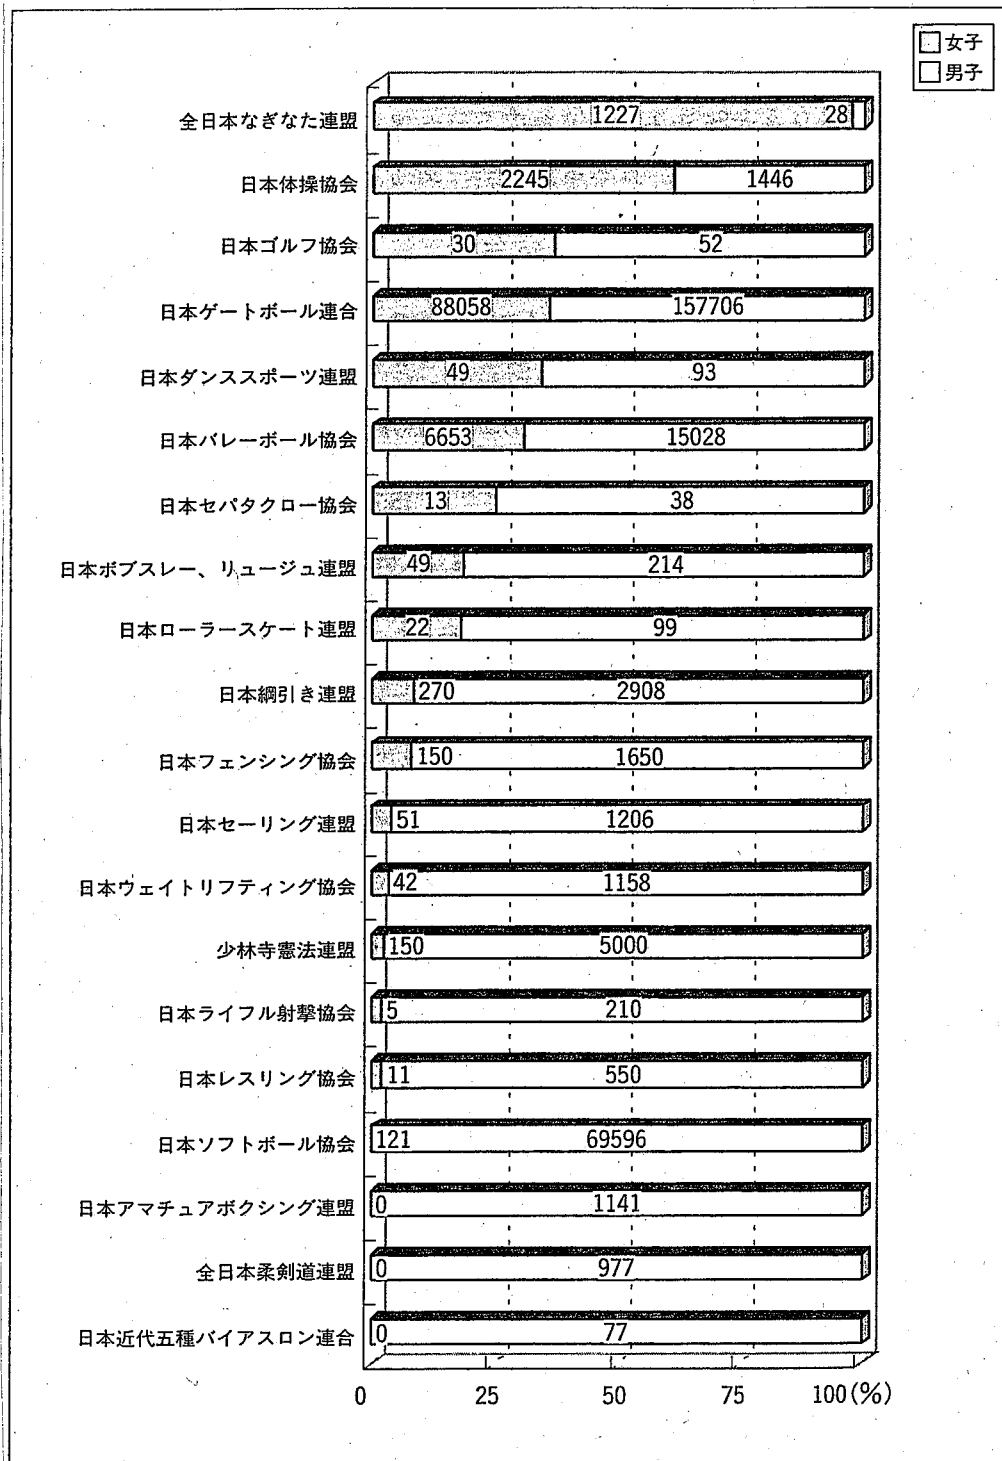 女子
男子
全日本なぎなた連盟 1227 28
日本体操協会 2245 1446
日本ゴルフ協会 30 52
日本ゲートボール連合 88058 157706
日本ダンススポーツ連盟 49 93
日本バレーボール協会 6653 15028
日本セパタクロー協会 13 38
日本ボブスレー、リュージュ連盟 49 214
日本ローラースケート連盟 22 99
日本綱引き連盟 270 2908
日本フェンシング協会 150 1650
日本セーリング連盟 51 1206
日本ウェイトリフティング協会 42 1158
少林寺憲法連盟 150 5000
日本ライフル射撃協会 5 210
日本レスリング協会 11 550
日本ソフトボール協会 121 69596
日本アマチュアボクシング連盟 0 1141
全日本柔剣道連盟 0 977
日本近代五種バイアスロン連合 0 77
0 25 50 75 100(%)